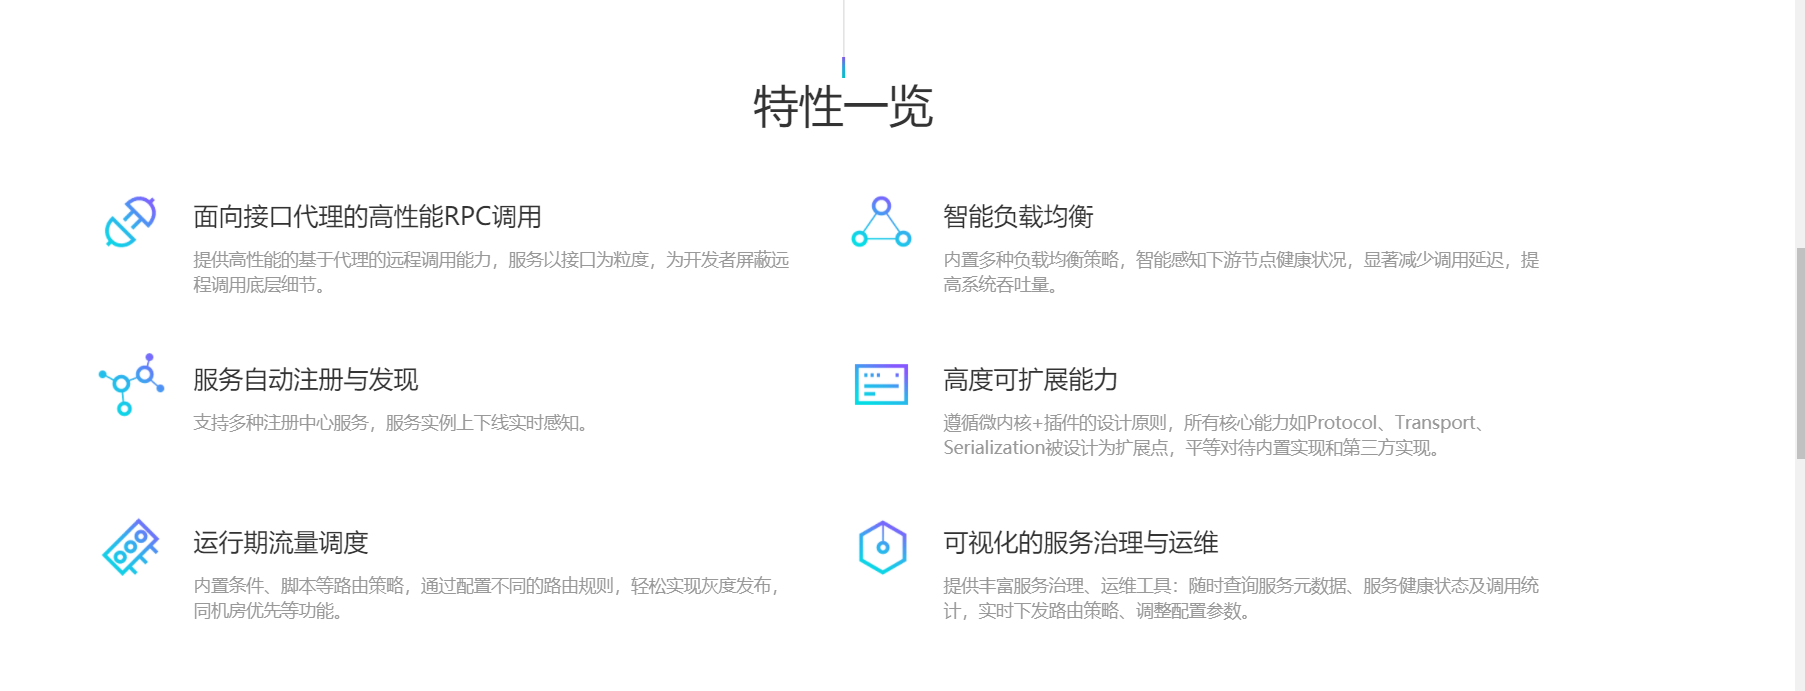 特性一览
面向接口代理的高性能RPC调用
提供高性能的基于代理的远程调用能力，服务以接口为粒度，为开发者屏蔽远
程调用底层细节。
智能负载均衡
内置多种负载均衡策略，智能感知下游节点健康状况，显著减少调用延迟，提
高系统吞吐量。
服务自动注册与发现
支持多种注册中心服务，服务实例上下线实时感知。
高度可扩展能力
遵循微内核+插件的设计原则，所有核心能力如Protocol、Transport、
Serialization被设计为扩展点，平等对待内置实现和第三方实现。
运行期流量调度
内置条件、脚本等路由策略，通过配置不同的路由规则，轻松实现灰度发布，
同机房优先等功能。
可视化的服务治理与运维
提供丰富服务治理、运维工具：随时查询服务元数据、服务健康状态及调用统
计，实时下发路由策略、调整配置参数。